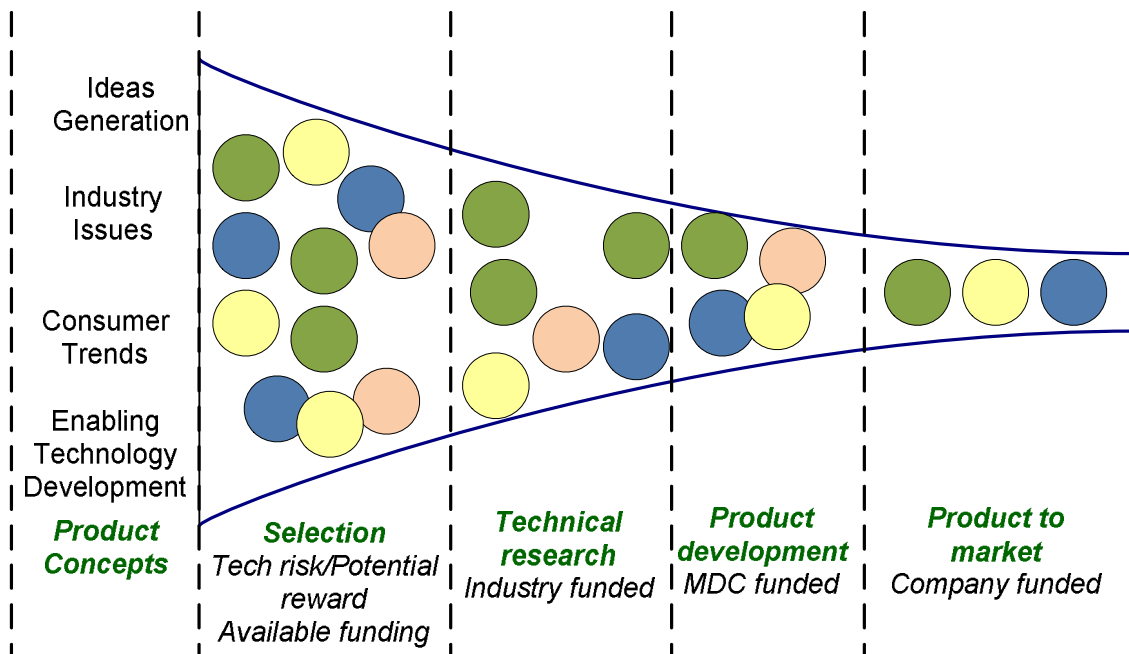 Ideas
Generation
Industry
Issues
Consumer
Trends
Enabling
Technology
Development
Product
Concepts
Selection
Tech risk/Potential
reward
Available funding
Technical
research
Industry funded
Product
development
MDC funded
Product to
market
Company funded